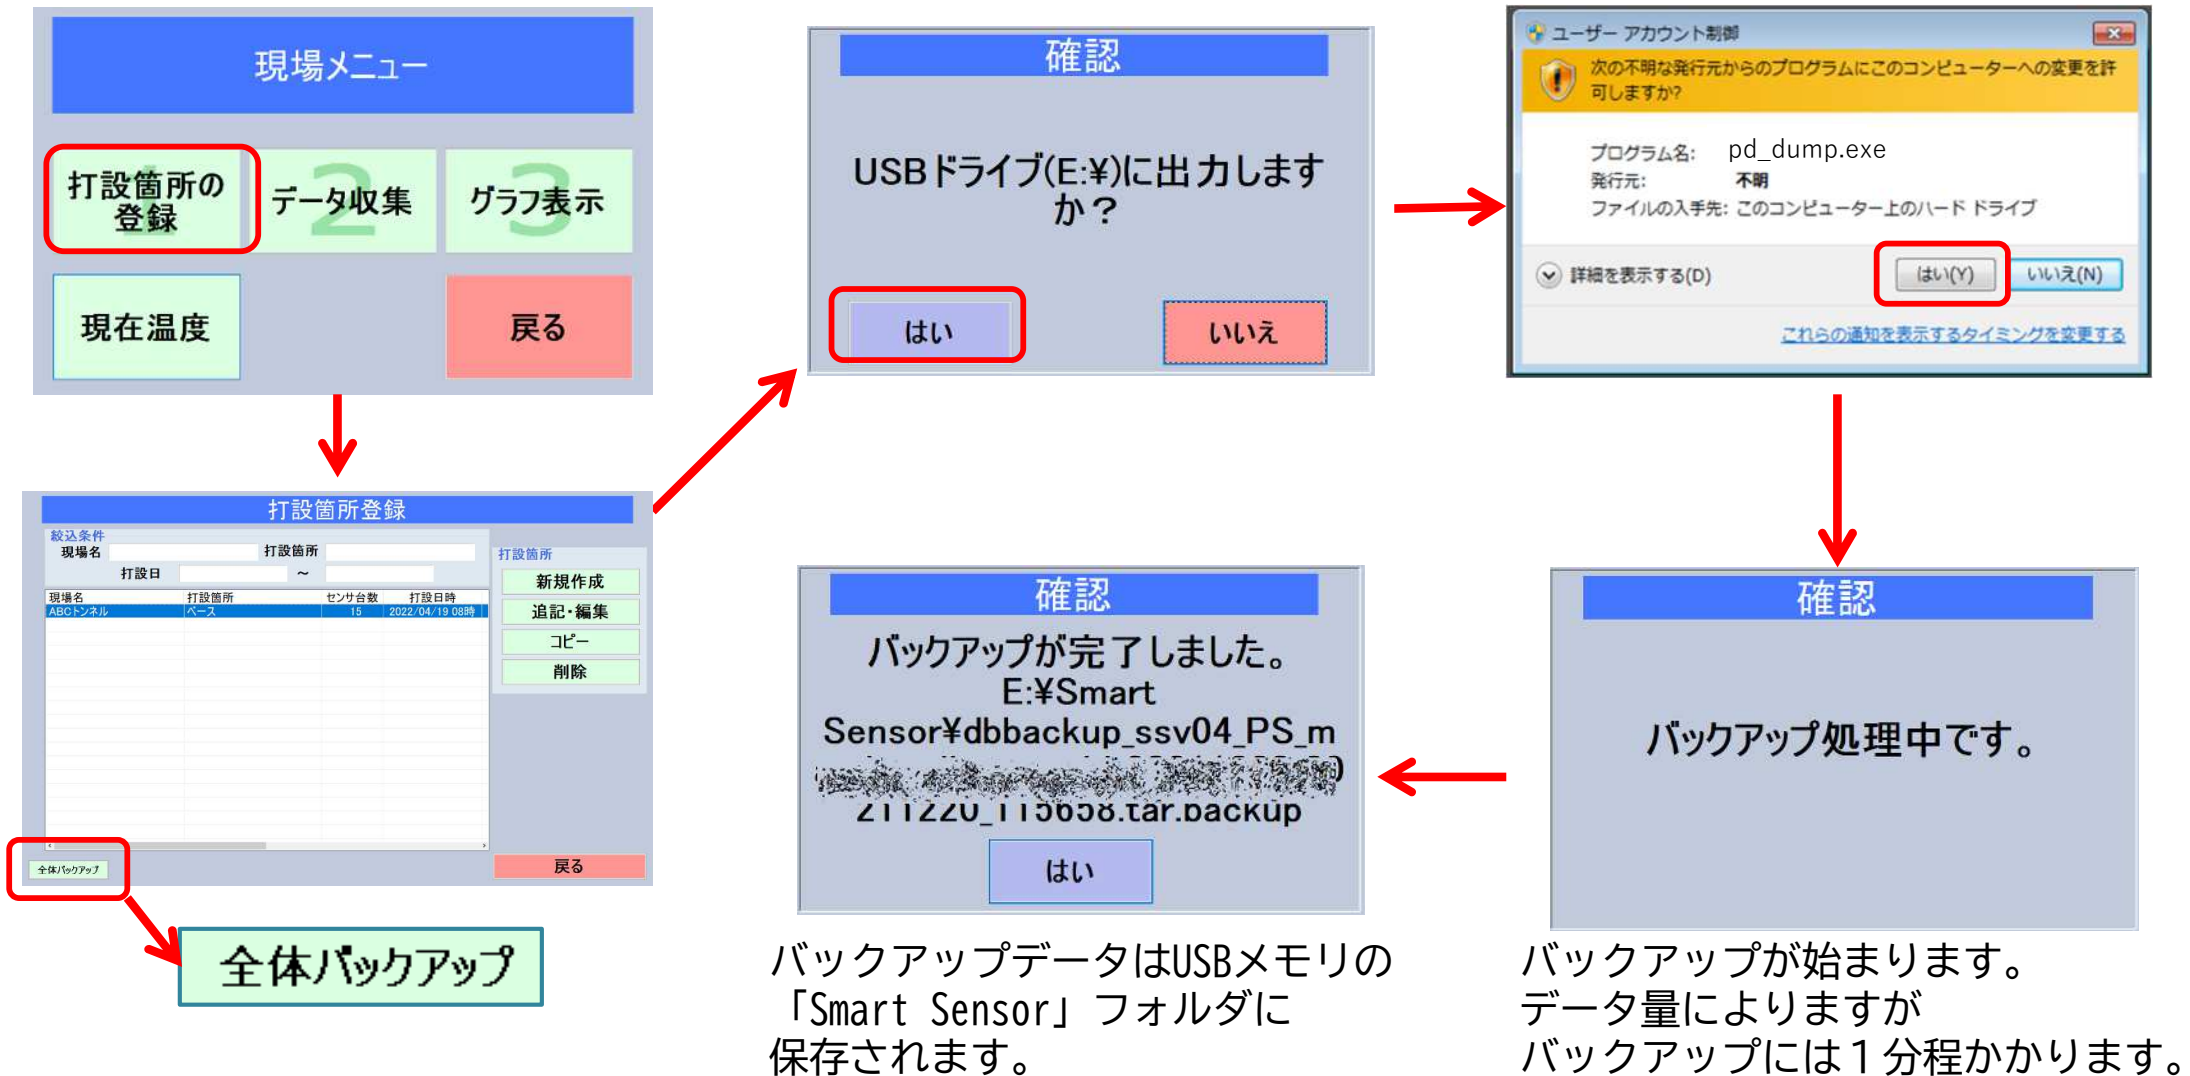 現場メニュー
打設箇所の
登録
データ収集
グラフ表示
現在温度
戻る
打設箇所登録
絞込条件
現場名
打設箇所
打設日
～
現場名 打設箇所 センサ台数 打設日時
ABCトンネル ベース 15 2022/04/19 08時
打設箇所
新規作成
追記・編集
コピー
削除
全体バックアップ
戻る
全体バックアップ
確認
USBドライブ(E:¥)に出力します
か？
はい
いいえ
ユーザー アカウント制御
次の不明な発行元からのプログラムにこのコンピューターへの変更を許
可しますか?
プログラム名: pd_dump.exe
発行元: 不明
ファイルの入手先: このコンピューター上のハード ドライブ
詳細を表示する(D)
はい(Y)
いいえ(N)
これらの通知を表示するタイミングを変更する
確認
バックアップ処理中です。
バックアップが始まります。
データ量によりますが
バックアップには１分程かかります。
確認
バックアップが完了しました。
E:¥Smart
Sensor¥dbbackup_ssv04_PS_m
211220_115658.tar.backup
はい
バックアップデータはUSBメモリの
「Smart Sensor」フォルダに
保存されます。